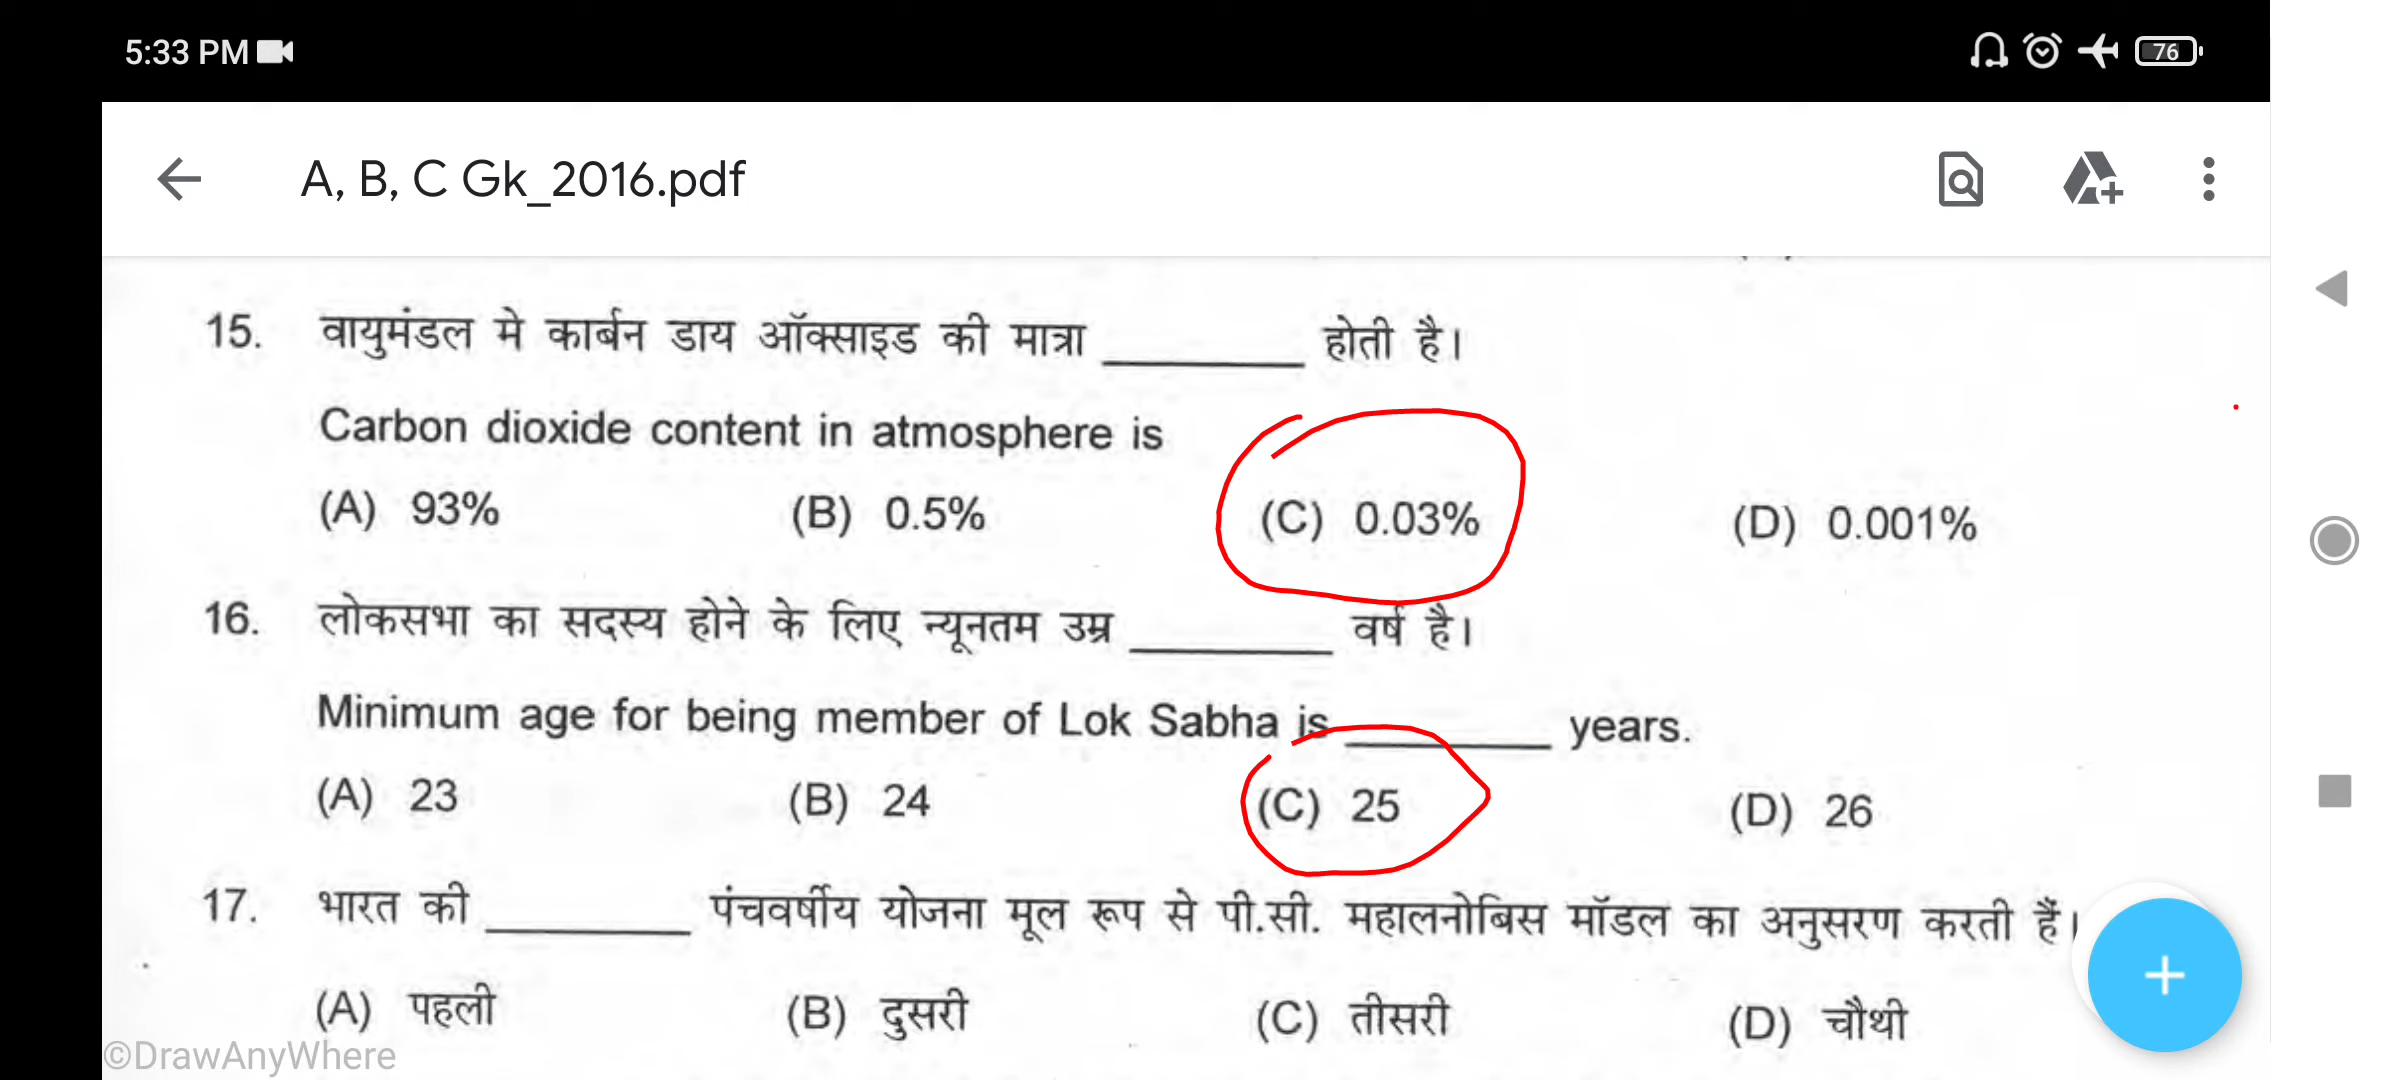 5:33 PM
76
A, B, C Gk_2016.pdf
15. वायुमंडल मे कार्बन डाय ऑक्साइड की मात्रा ________ होती है।
Carbon dioxide content in atmosphere is
(A) 93% (B) 0.5% (C) 0.03% (D) 0.001%
16. लोकसभा का सदस्य होने के लिए न्यूनतम उम्र ________ वर्ष है।
Minimum age for being member of Lok Sabha is ________ years.
(A) 23 (B) 24 (C) 25 (D) 26
17. भारत की ________ पंचवर्षीय योजना मूल रूप से पी.सी. महालनोबिस मॉडल का अनुसरण करती हैं।
(A) पहली (B) दुसरी (C) तीसरी (D) चौथी
©DrawAnyWhere